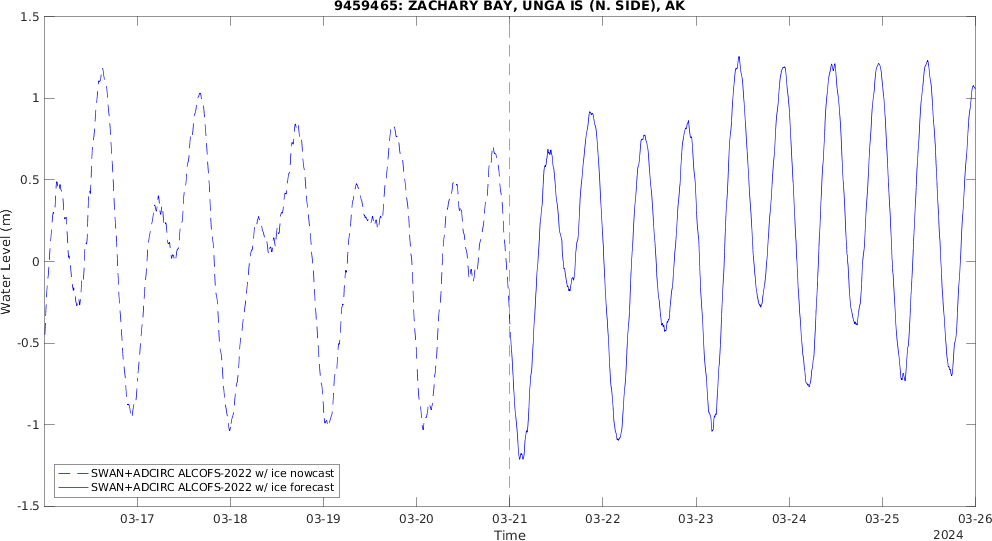 9459465: ZACHARY BAY, UNGA IS (N. SIDE), AK
Water Level (m)
1.5
1
0.5
0
-0.5
-1
-1.5
SWAN+ADCIRC ALCOFS-2022 w/ ice nowcast
SWAN+ADCIRC ALCOFS-2022 w/ ice forecast
03-17 03-18 03-19 03-20 03-21 03-22 03-23 03-24 03-25 03-26
Time
2024